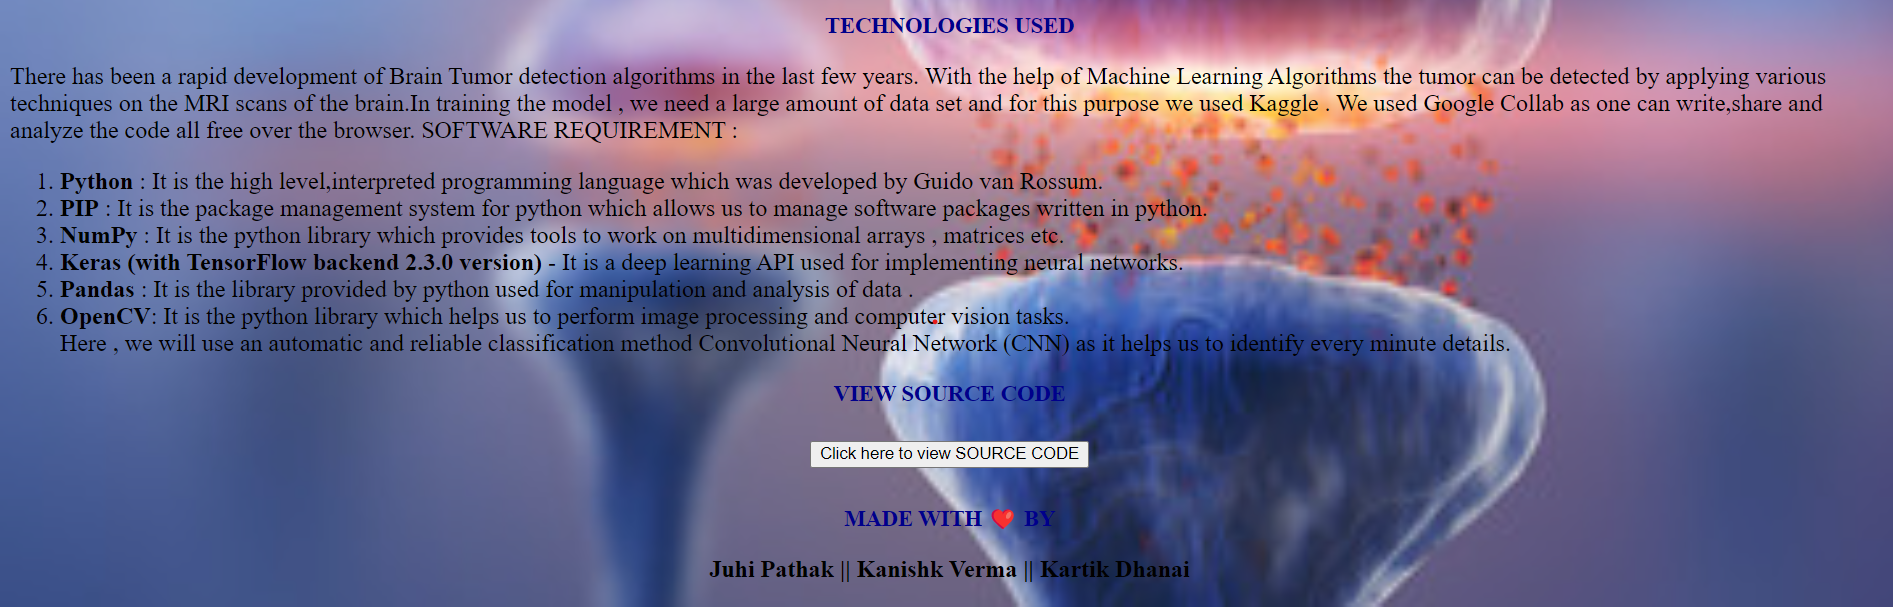 TECHNOLOGIES USED
There has been a rapid development of Brain Tumor detection algorithms in the last few years. With the help of Machine Learning Algorithms the tumor can be detected by applying various
techniques on the MRI scans of the brain.In training the model , we need a large amount of data set and for this purpose we used Kaggle . We used Google Collab as one can write,share and
analyze the code all free over the browser. SOFTWARE REQUIREMENT :
1. Python : It is the high level,interpreted programming language which was developed by Guido van Rossum.
2. PIP : It is the package management system for python which allows us to manage software packages written in python.
3. NumPy : It is the python library which provides tools to work on multidimensional arrays , matrices etc.
4. Keras (with TensorFlow backend 2.3.0 version) - It is a deep learning API used for implementing neural networks.
5. Pandas : It is the library provided by python used for manipulation and analysis of data .
6. OpenCV: It is the python library which helps us to perform image processing and computer vision tasks.
Here , we will use an automatic and reliable classification method Convolutional Neural Network (CNN) as it helps us to identify every minute details.
VIEW SOURCE CODE
Click here to view SOURCE CODE
MADE WITH ❤️ BY
Juhi Pathak || Kanishk Verma || Kartik Dhanai